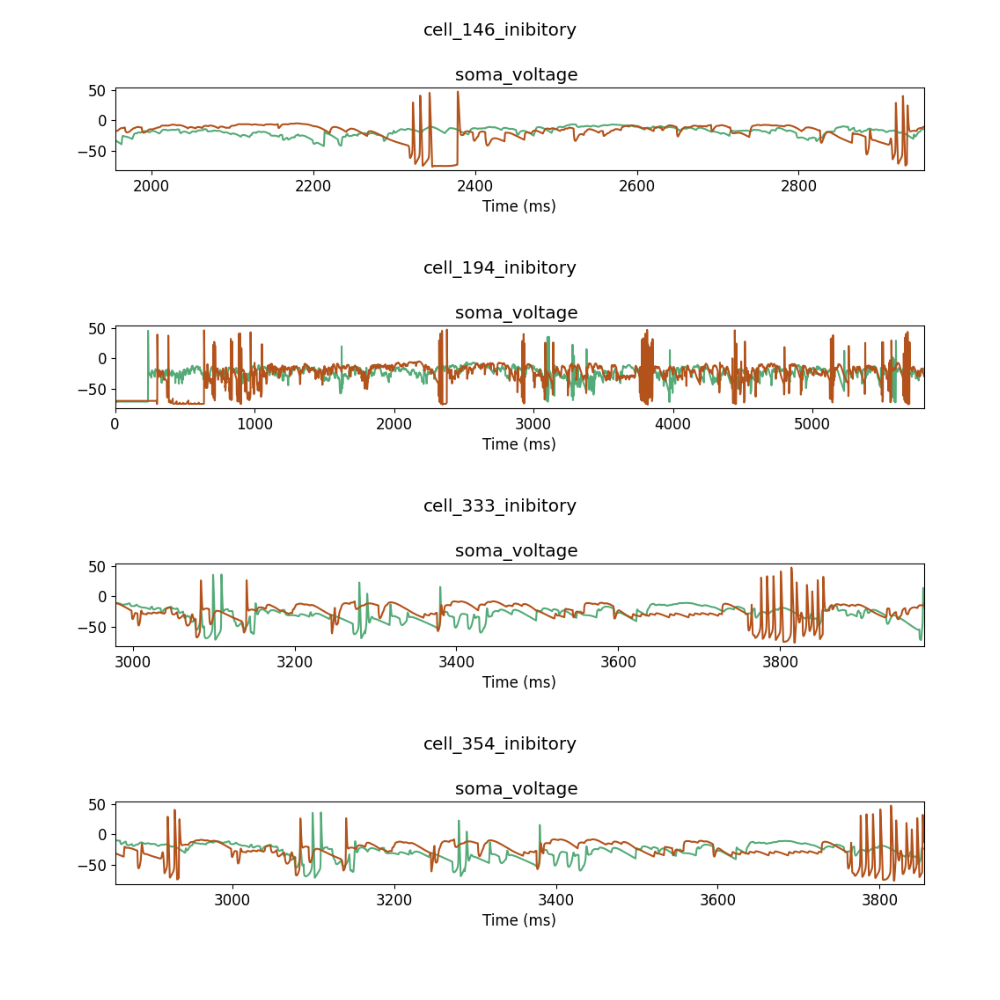 cell_146_inibitory
soma_voltage
50
0
−50
2000 2200 2400 2600 2800
Time (ms)
cell_194_inibitory
soma_voltage
50
0
−50
0 1000 2000 3000 4000 5000
Time (ms)
cell_333_inibitory
soma_voltage
50
0
−50
3000 3200 3400 3600 3800
Time (ms)
cell_354_inibitory
soma_voltage
50
0
−50
3000 3200 3400 3600 3800
Time (ms)